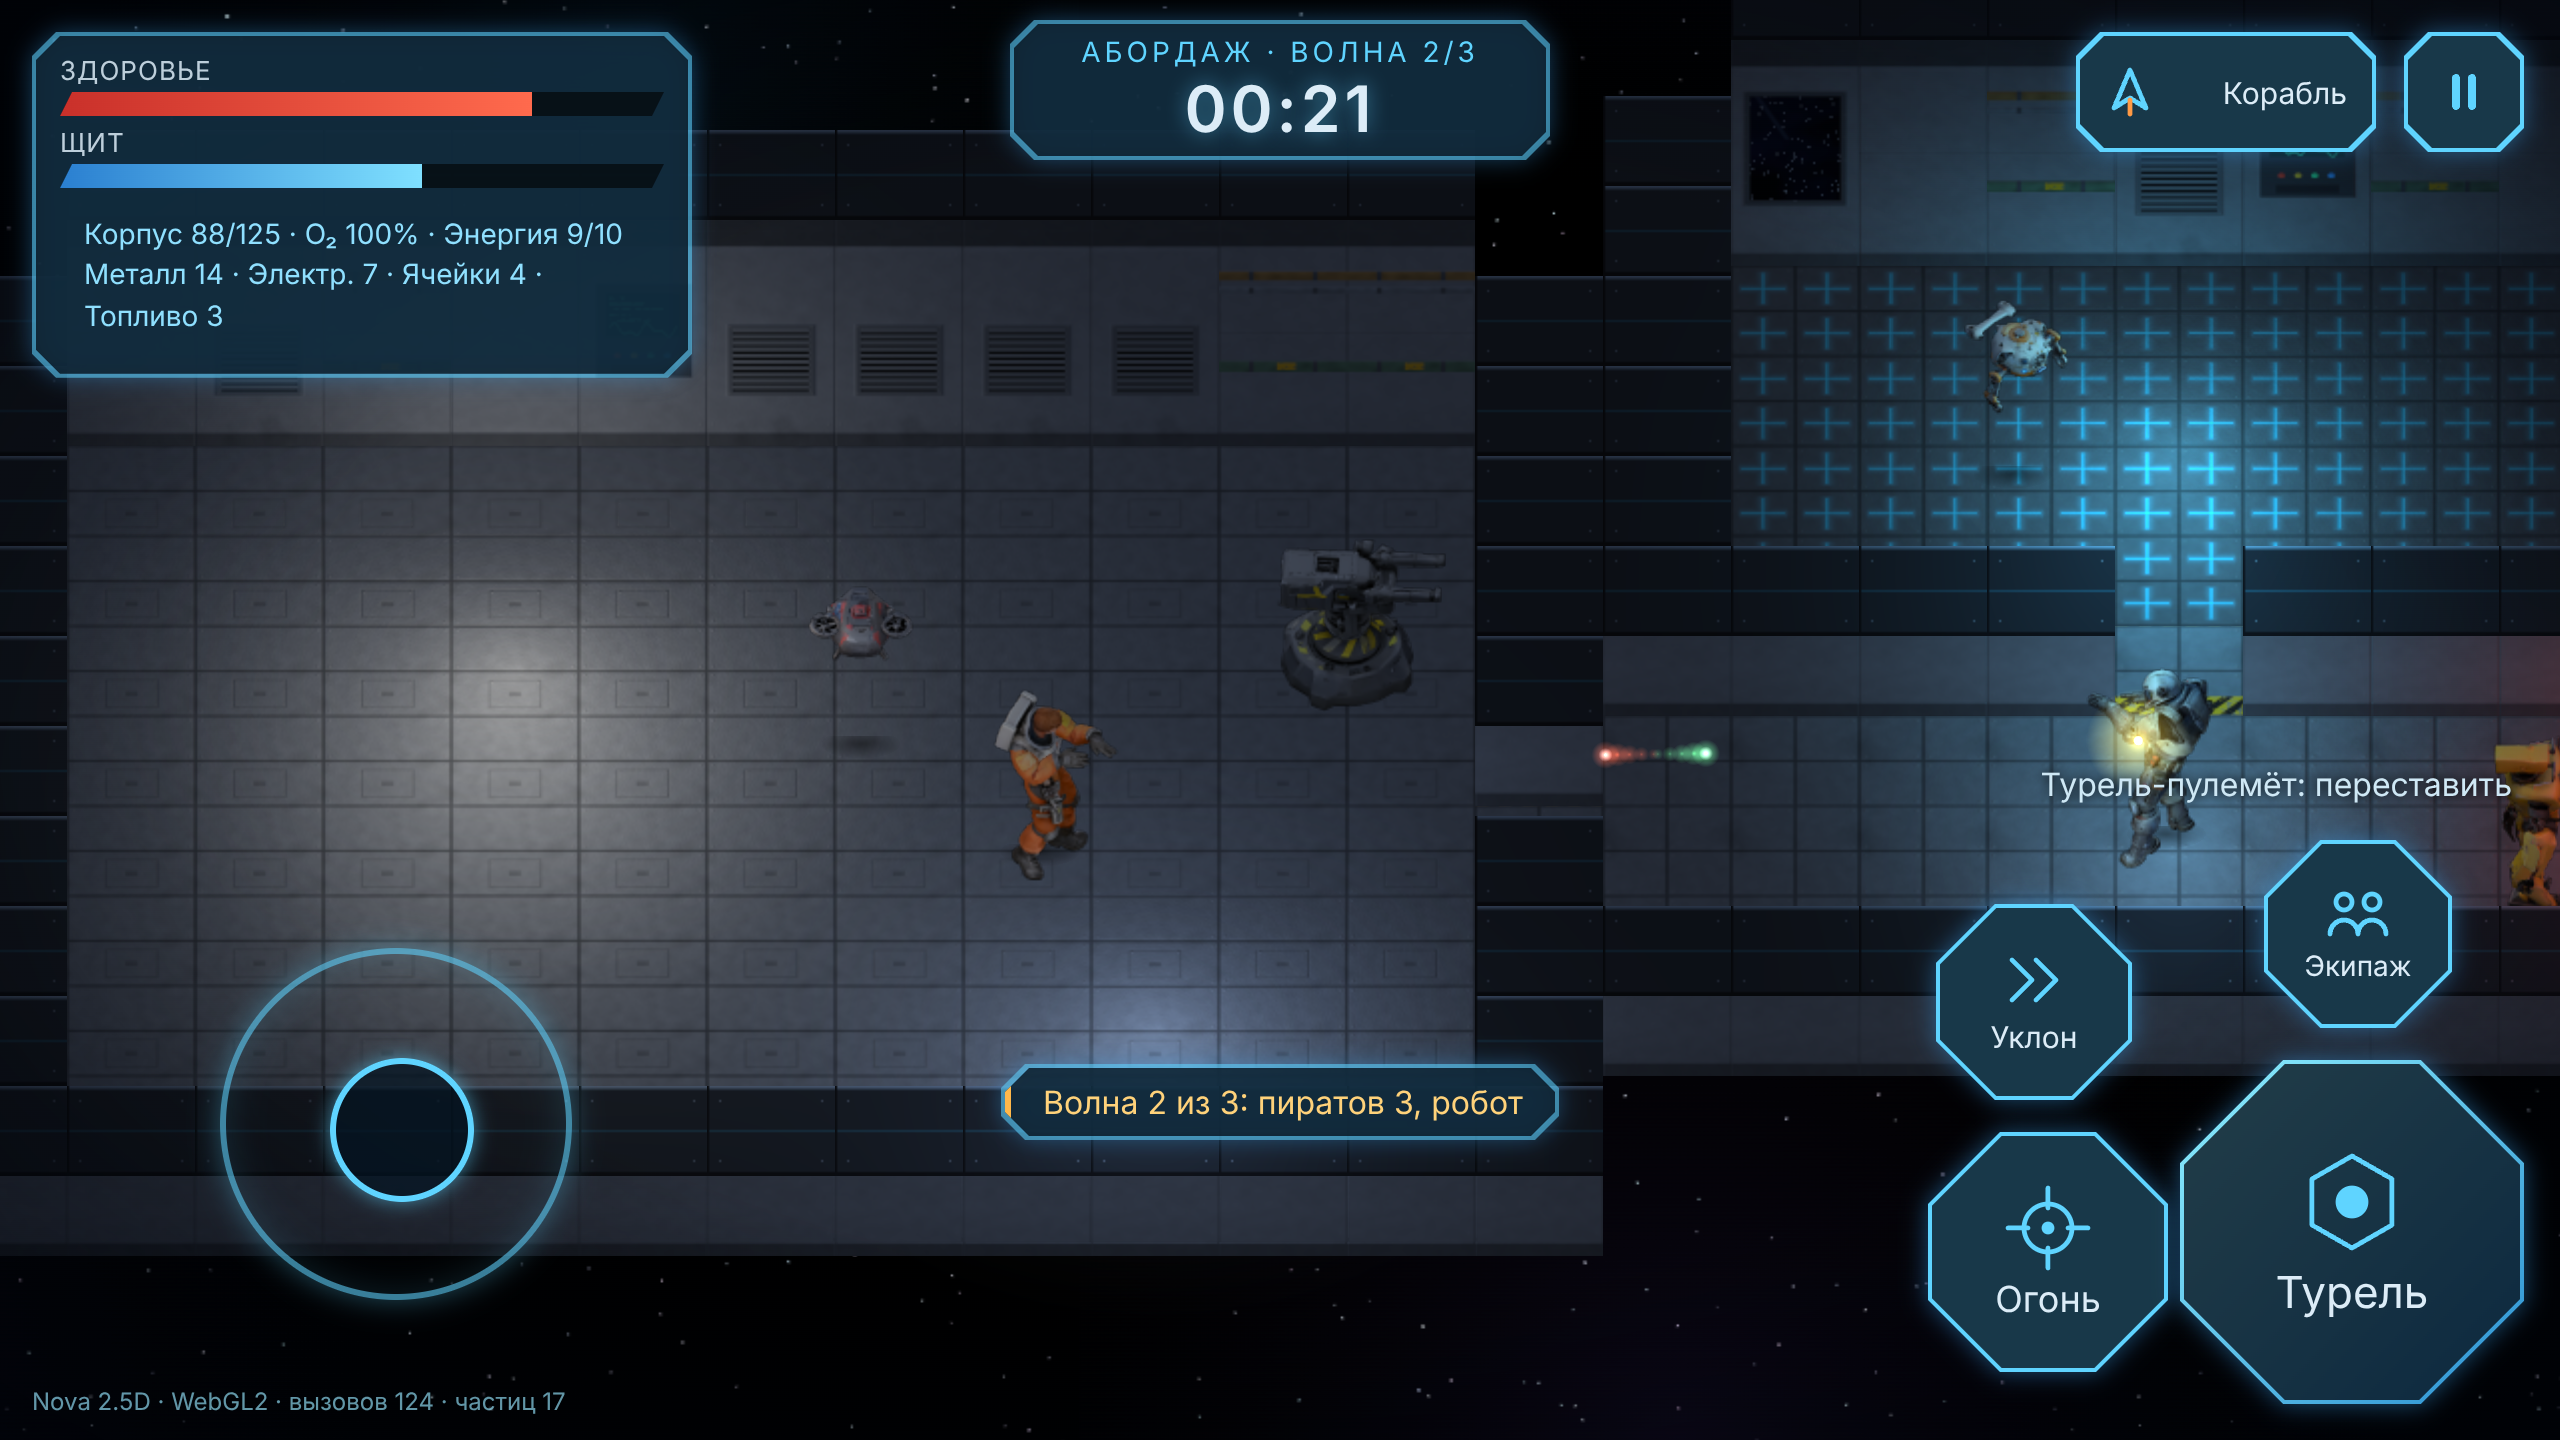 ЗДОРОВЬЕ
ЩИТ
Корпус 88/125 · O₂ 100% · Энергия 9/10
Металл 14 · Электр. 7 · Ячейки 4 ·
Топливо 3
АБОРДАЖ · ВОЛНА 2/3
00:21
Корабль
Турель-пулемёт: переставить
Экипаж
Уклон
Волна 2 из 3: пиратов 3, робот
Огонь
Турель
Nova 2.5D · WebGL2 · вызовов 124 · частиц 17